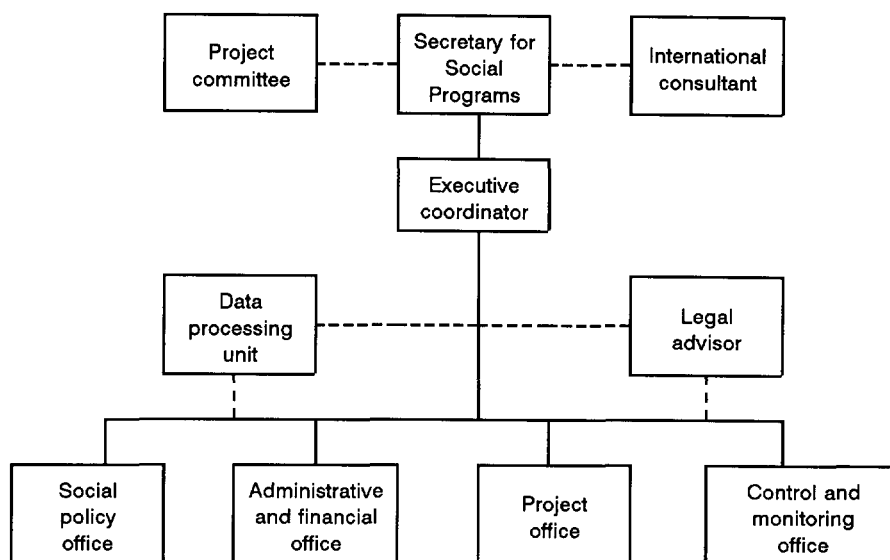 Project
committee
Secretary for
Social
Programs
International
consultant
Executive
coordinator
Data
processing
unit
Legal
advisor
Social
policy
office
Administrative
and financial
office
Project
office
Control and
monitoring
office